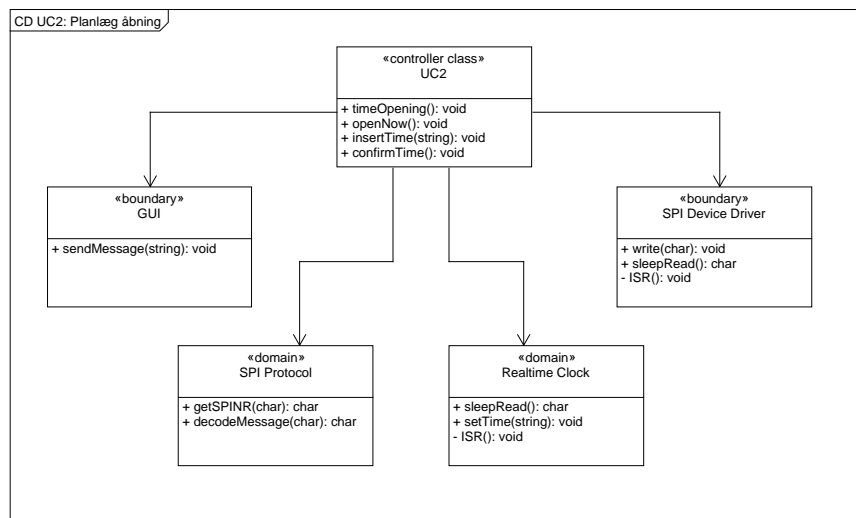 CD UC2: Planlæg åbning
«controller class»
UC2
+ timeOpening(): void
+ openNow(): void
+ insertTime(string): void
+ confirmTime(): void
«boundary»
GUI
+ sendMessage(string): void
«boundary»
SPI Device Driver
+ write(char): void
+ sleepRead(): char
- ISR(): void
«domain»
SPI Protocol
+ getSPINR(char): char
+ decodeMessage(char): char
«domain»
Realtime Clock
+ sleepRead(): char
+ setTime(string): void
- ISR(): void